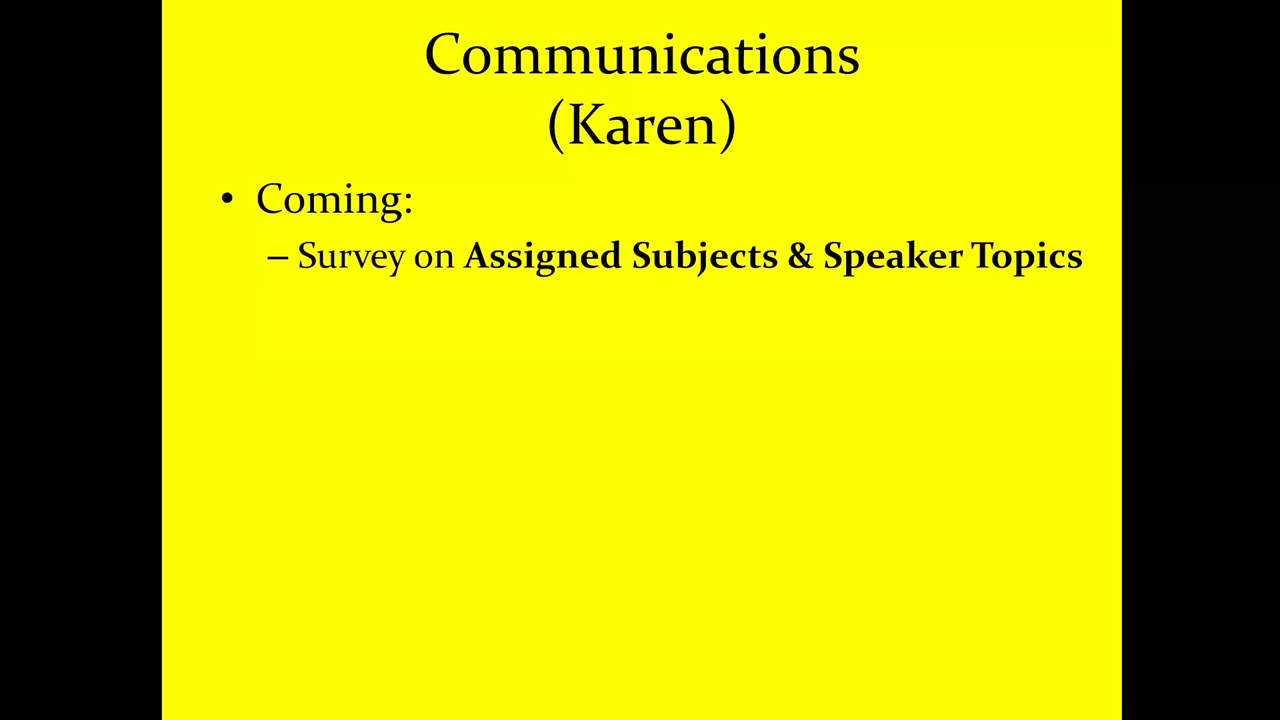 Communications
(Karen)
• Coming:
– Survey on Assigned Subjects & Speaker Topics